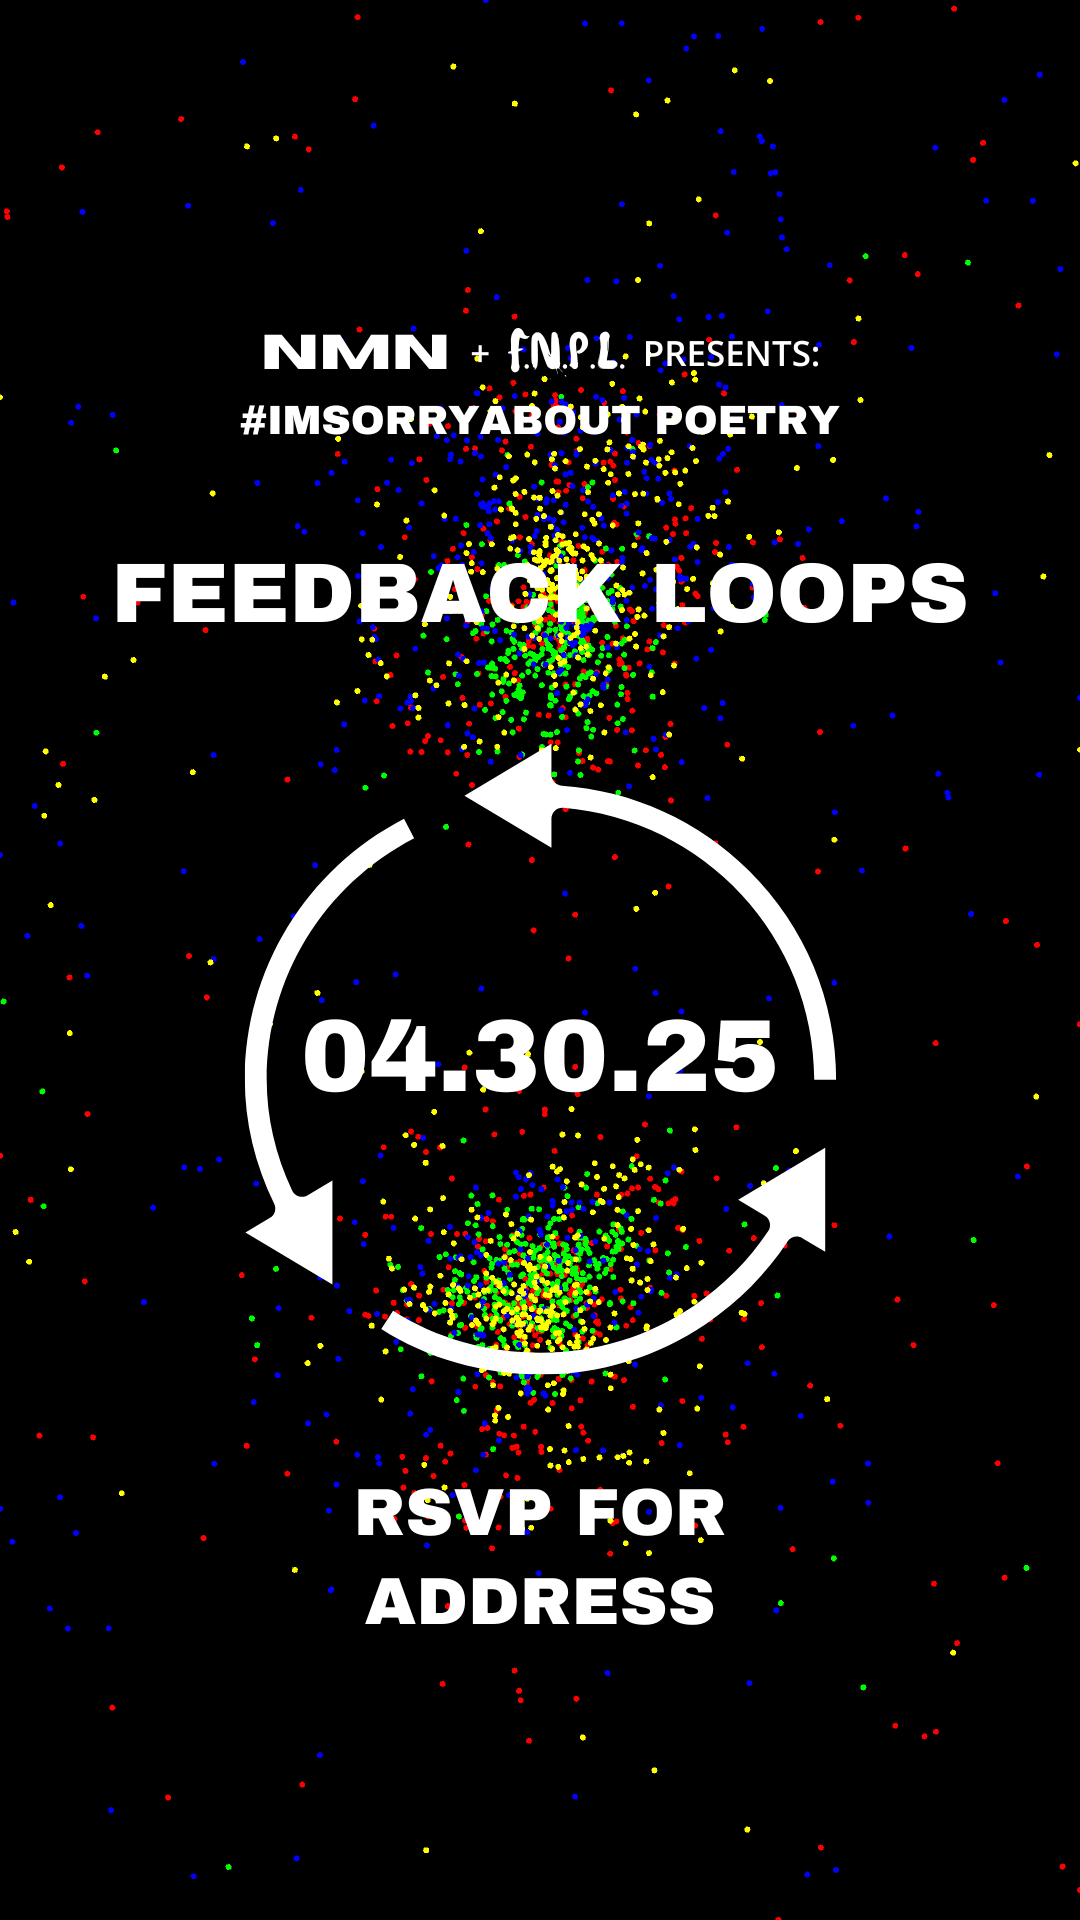 NMN + f.N.P.L. PRESENTS:
#IMSORRYABOUT POETRY
FEEDBACK LOOPS
04.30.25
RSVP FOR
ADDRESS